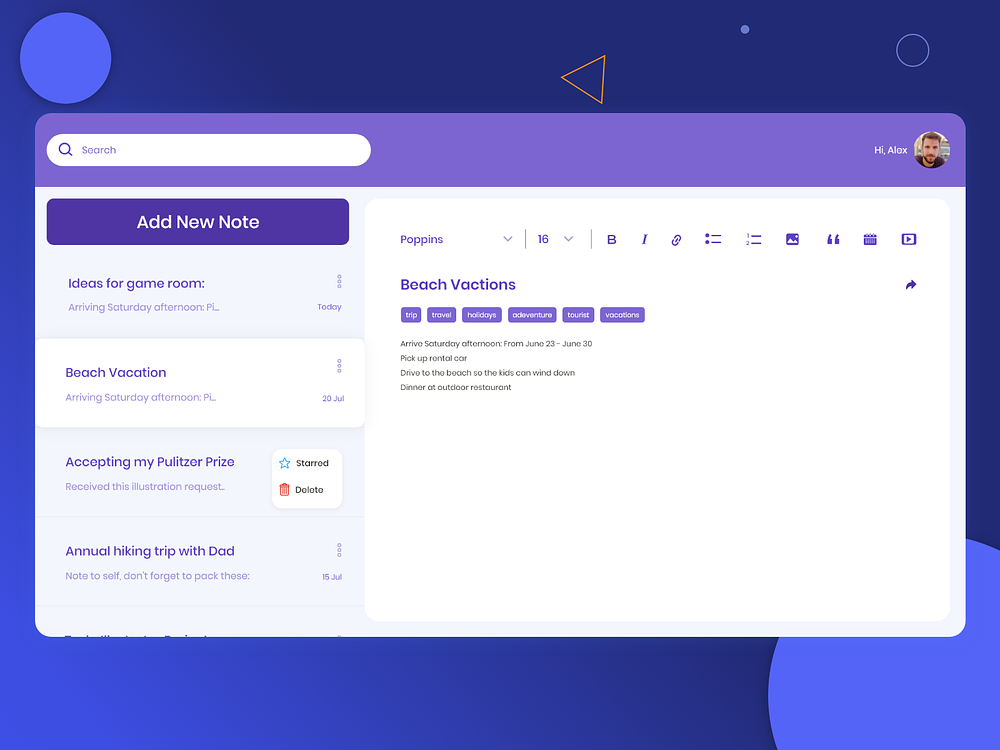 Search
Hi, Alex
Add New Note
Ideas for game room:
Arriving Saturday afternoon: Pi...
Today
Beach Vacation
Arriving Saturday afternoon: Pi...
20 Jul
Accepting my Pulitzer Prize
Received this illustration request..
Starred
Delete
Annual hiking trip with Dad
Note to self, don't forget to pack these:
15 Jul
Poppins
16
B
I
Beach Vactions
trip travel holidays adeventure tourist vacations
Arrive Saturday afternoon: From June 23 - June 30
Pick up rental car
Drive to the beach so the kids can wind down
Dinner at outdoor restaurant